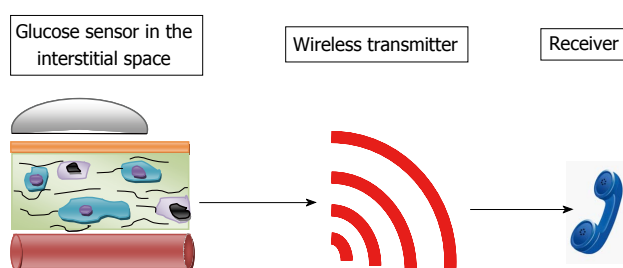 Glucose sensor in the
interstitial space
Wireless transmitter
Receiver